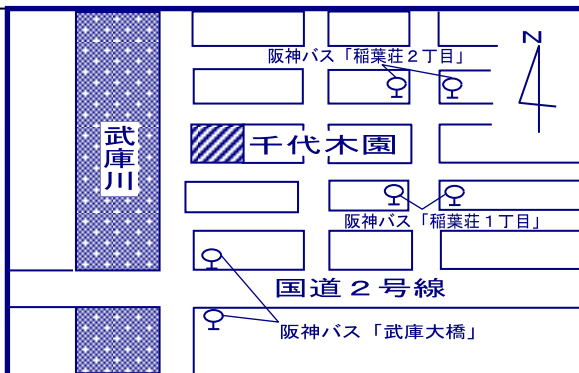 阪神バス「稲葉荘２丁目」
Z
武庫川
千代木園
阪神バス「稲葉荘１丁目」
国道２号線
阪神バス「武庫大橋」